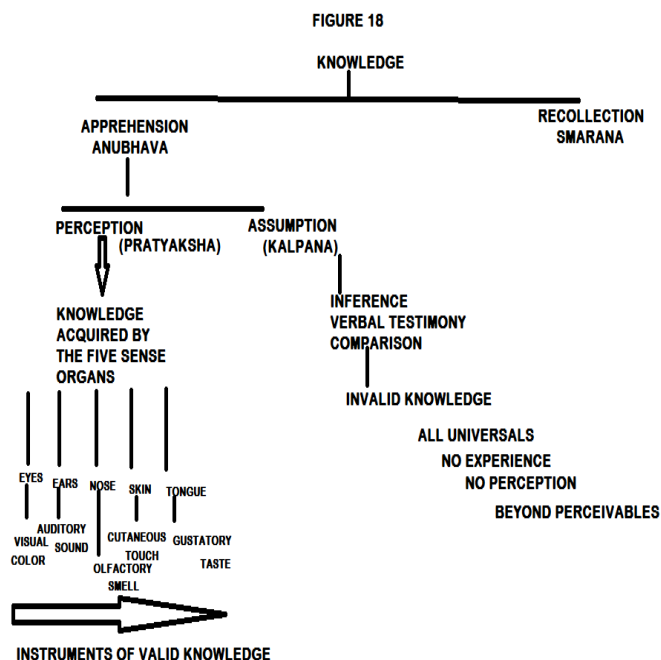 FIGURE 18
KNOWLEDGE
APPREHENSION
ANUBHAVA
RECOLLECTION
SMARANA
PERCEPTION
(PRATYAKSHA)
ASSUMPTION
(KALPANA)
KNOWLEDGE
ACQUIRED BY
THE FIVE SENSE
ORGANS
INFERENCE
VERBAL TESTIMONY
COMPARISON
INVALID KNOWLEDGE
ALL UNIVERSALS
NO EXPERIENCE
NO PERCEPTION
BEYOND PERCEIVABLES
EYES
EARS
NOSE
SKIN
TONGUE
VISUAL
COLOR
AUDITORY
SOUND
OLFACTORY
SMELL
CUTANEOUS
TOUCH
GUSTATORY
TASTE
INSTRUMENTS OF VALID KNOWLEDGE